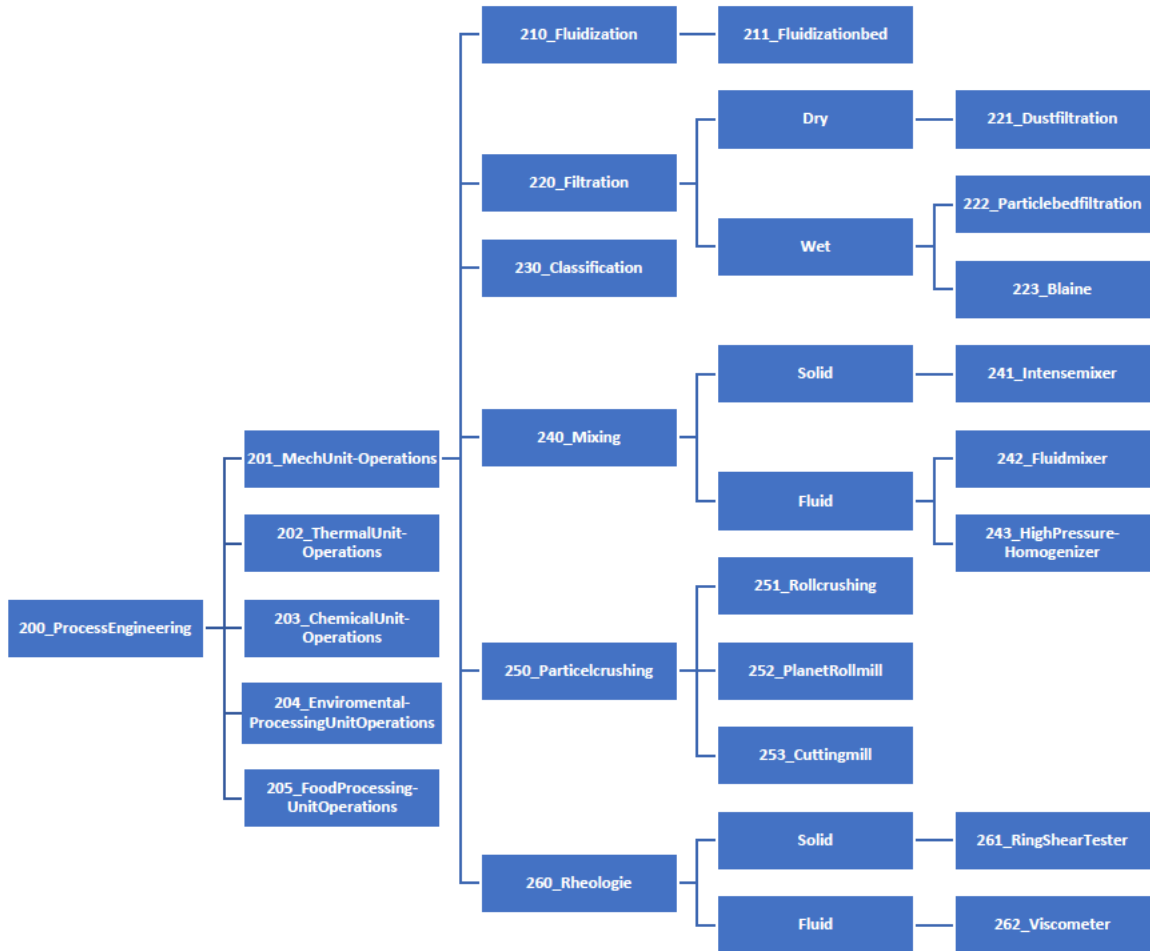 210_Fluidization
211_Fluidizationbed
Dry
221_Dustfiltration
220_Filtration
222_Particlebedfiltration
Wet
230_Classification
223_Blaine
Solid
241_Intensemixer
240_Mixing
201_MechUnit-Operations
242_Fluidmixer
Fluid
202_ThermalUnit-
Operations
243_HighPressure-
Homogenizer
251_Rollcrushing
200_ProcessEngineering
203_ChemicalUnit-
Operations
250_Particelcrushing
252_PlanetRollmill
204_Enviromental-
ProcessingUnitOperations
253_Cuttingmill
205_FoodProcessing-
UnitOperations
Solid
261_RingShearTester
260_Rheologie
Fluid
262_Viscometer